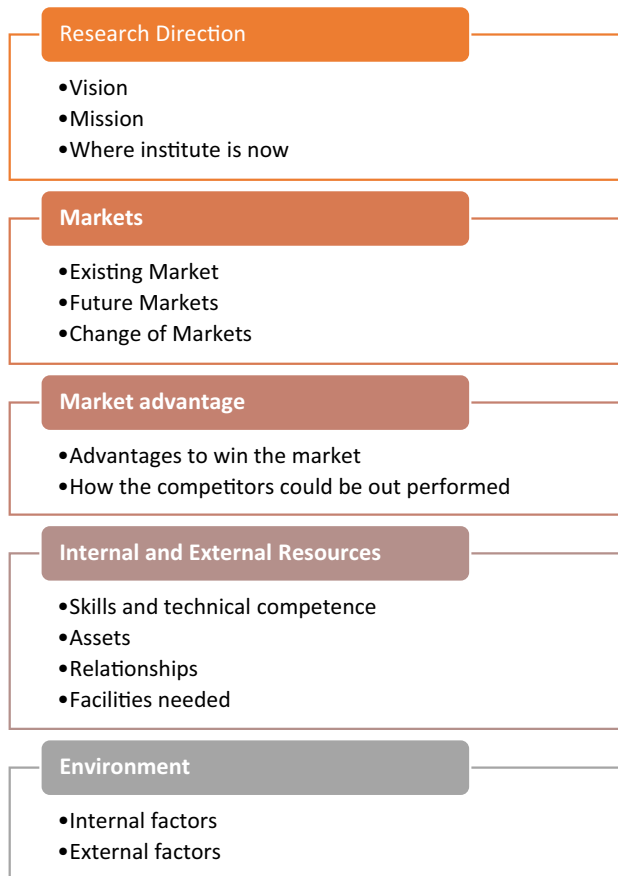 Research Direction
•Vision
•Mission
•Where institute is now
Markets
•Existing Market
•Future Markets
•Change of Markets
Market advantage
•Advantages to win the market
•How the competitors could be out performed
Internal and External Resources
•Skills and technical competence
•Assets
•Relationships
•Facilities needed
Environment
•Internal factors
•External factors